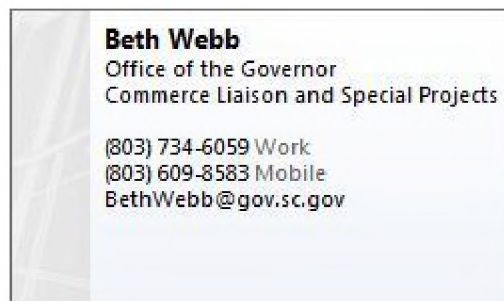 Beth Webb
Office of the Governor
Commerce Liaison and Special Projects
(803) 734-6059 Work
(803) 609-8583 Mobile
BethWebb@gov.sc.gov